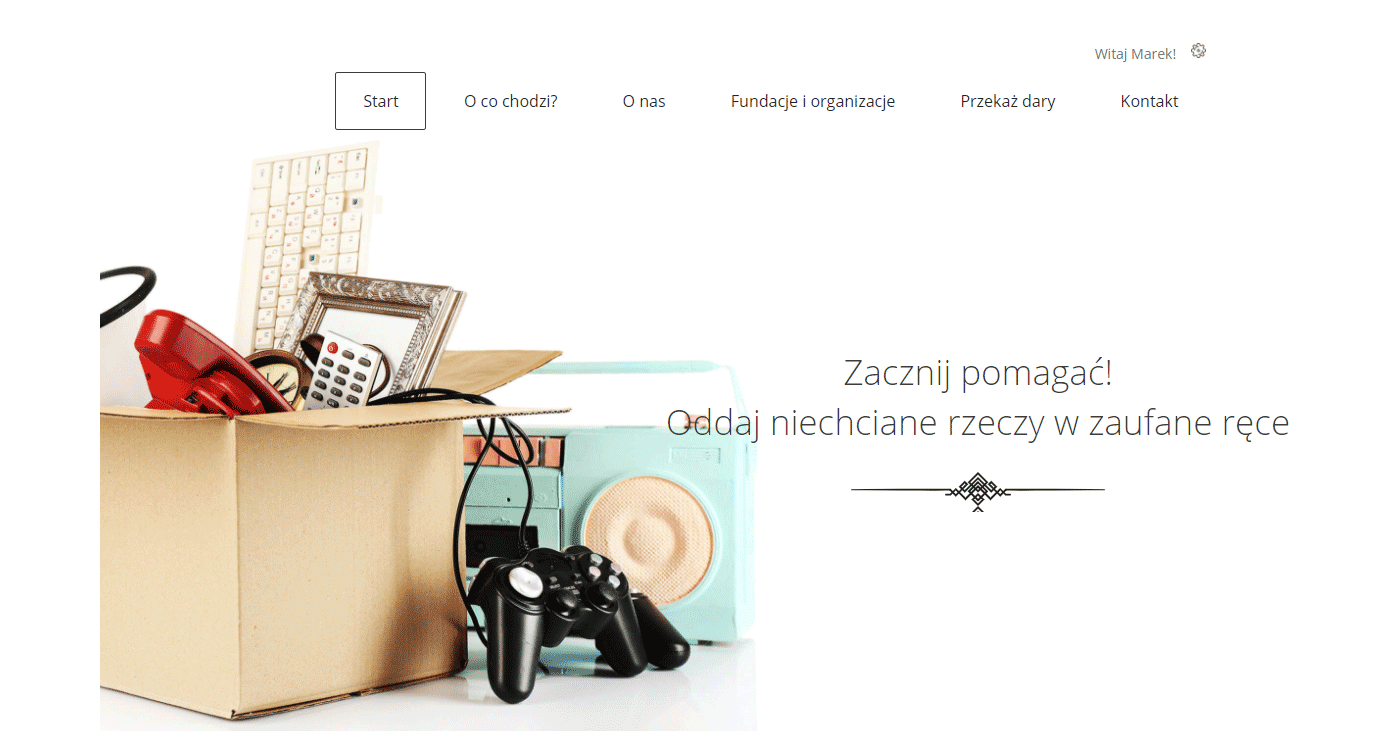 Witaj Marek!
Start O co chodzi? O nas Fundacje i organizacje Przekaż dary Kontakt
Zacznij pomagać!
Oddaj niechciane rzeczy w zaufane ręce